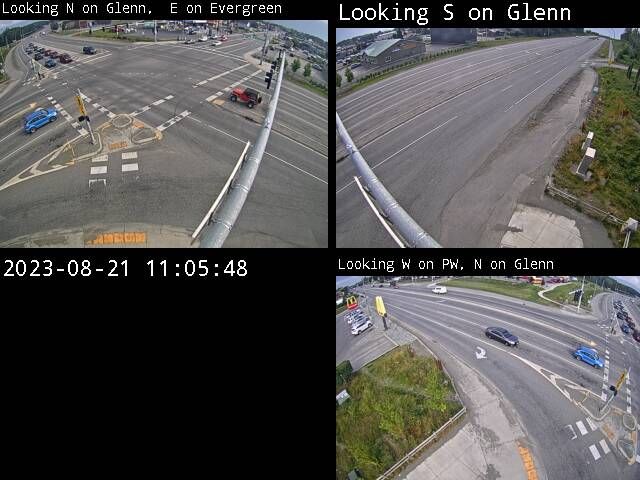 Looking N on Glenn,  E on Evergreen
Looking S on Glenn
2023-08-21 11:05:48
Looking W on PW, N on Glenn